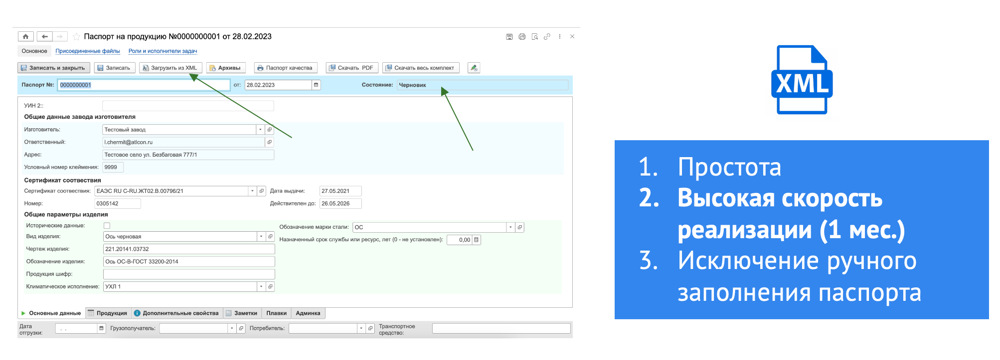 Паспорт на продукцию №0000000001 от 28.02.2023
Основное Присоединенные файлы Роли и исполнители задач
Записать и закрыть Записать Загрузить из XML Архивы Паспорт качества Скачать PDF Скачать весь комплект
Паспорт №: 0000000001 от: 28.02.2023 Состояние: Черновик
УИН 2::
Общие данные завода изготовителя
Изготовитель: Тестовый завод
Ответственный: l.chermit@atlcon.ru
Адрес: Тестовое село ул. Безбаговая 777/1
Условный номер клеймения: 9999
Сертификат соотвествия
Сертификат соотвествия: ЕАЭС RU C-RU.ЖТ02.В.00796/21 Дата выдачи: 27.05.2021
Номер: 0305142 Действителен до: 26.05.2026
Общие параметры изделия
Исторические данные: Обозначение марки стали: ОС
Вид изделия: Ось черновая Назначенный срок службы или ресурс, лет (0 - не установлен): 0,00
Чертеж изделия: 221.20141.03732
Обозначение изделия: Ось ОС-В-ГОСТ 33200-2014
Продукция шифр:
Климатическое исполнение: УХЛ 1
Основные данные Продукция Дополнительные свойства Заметки Плавки Админка
Дата отгрузки: . . Грузополучатель: Потребитель: Транспортное средство:
XML
1. Простота
2. Высокая скорость
реализации (1 мес.)
3. Исключение ручного
заполнения паспорта